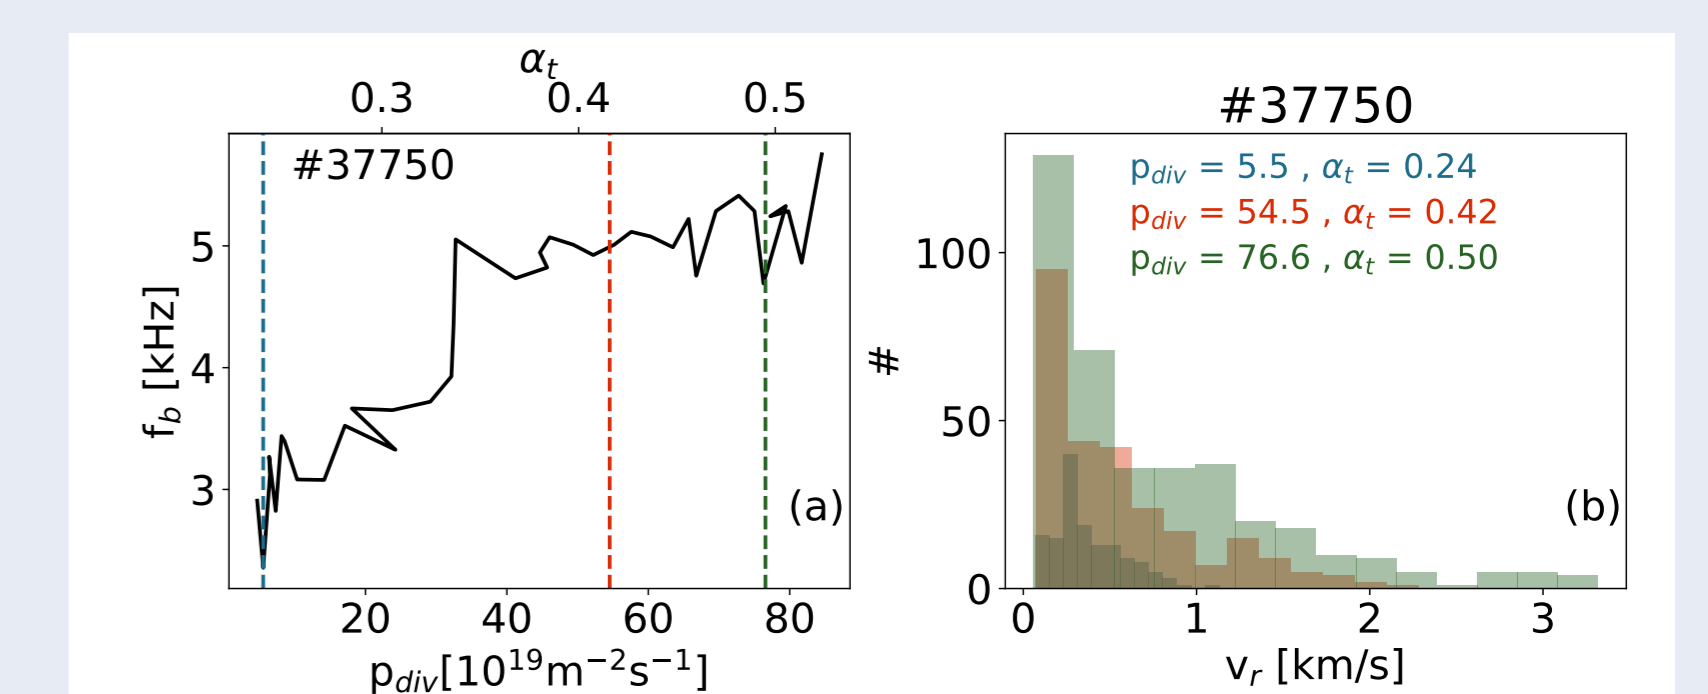 α_t
0.3 0.4 0.5
#37750
5
4
3
f_b [kHz]
(a)
20 40 60 80
p_div[10^19m^−2s^−1]
#37750
p_div = 5.5 , α_t = 0.24
p_div = 54.5 , α_t = 0.42
p_div = 76.6 , α_t = 0.50
100
50
0
#
(b)
0 1 2 3
v_r [km/s]